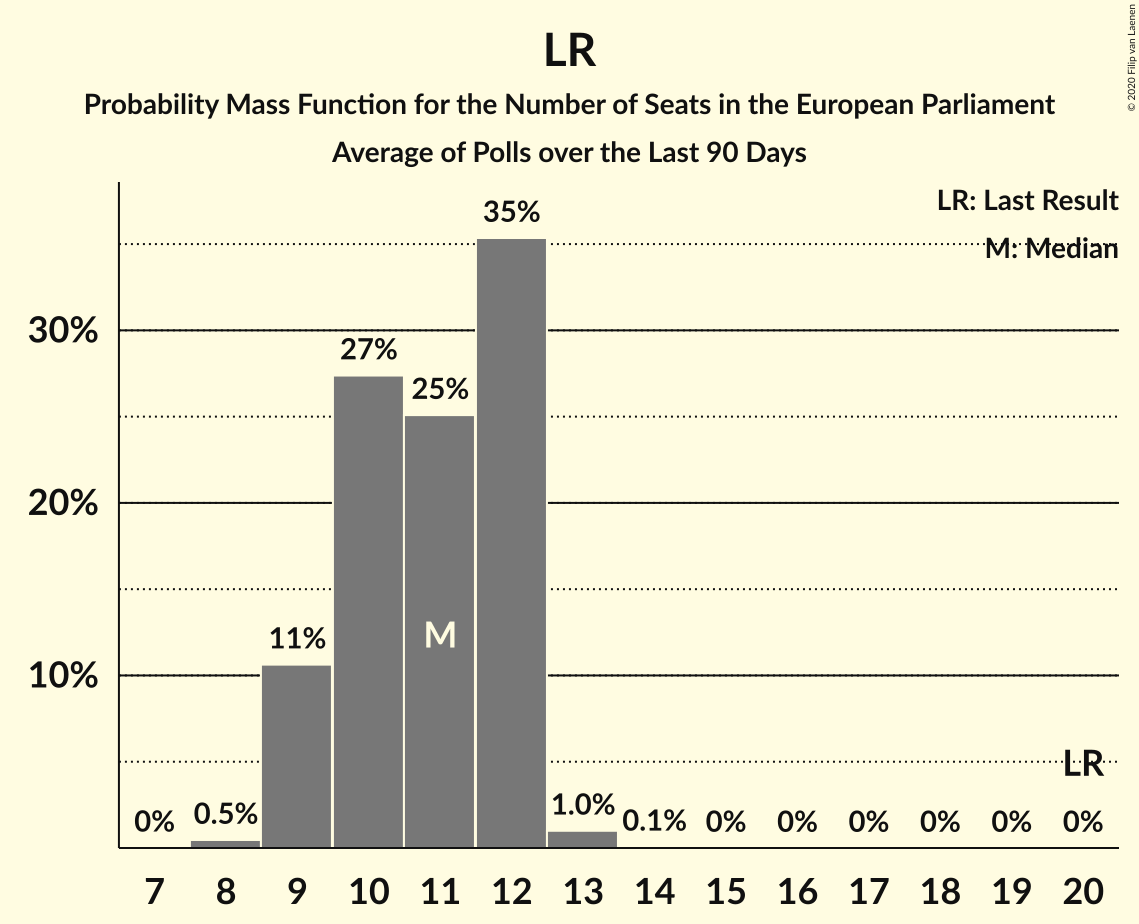 LR
Probability Mass Function for the Number of Seats in the European Parliament
Average of Polls over the Last 90 Days
© 2020 Filip van Laenen
LR: Last Result
M: Median
35%
30%
27%
25%
20%
M
11%
10%
LR
0% 0.5% 1.0% 0.1% 0% 0% 0% 0% 0% 0%
7 8 9 10 11 12 13 14 15 16 17 18 19 20